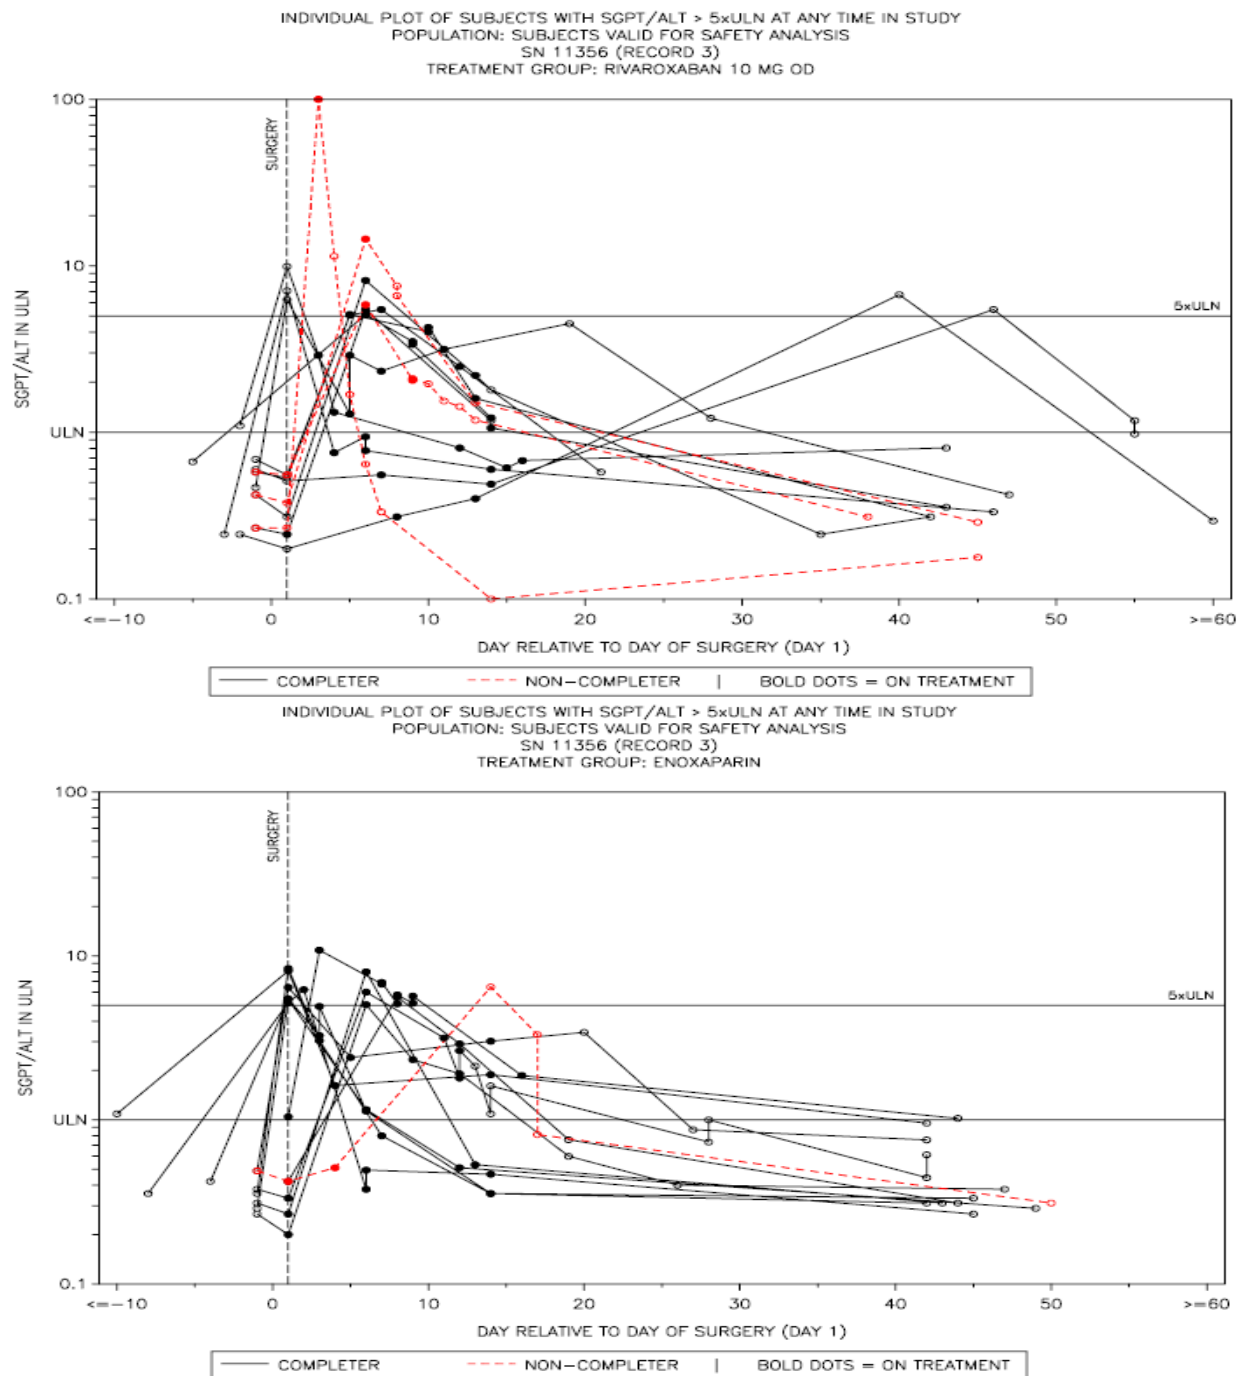 INDIVIDUAL PLOT OF SUBJECTS WITH SGPT/ALT > 5xULN AT ANY TIME IN STUDY
POPULATION: SUBJECTS VALID FOR SAFETY ANALYSIS
SN 11356 (RECORD 3)
TREATMENT GROUP: RIVAROXABAN 10 MG OD
100
SURGERY
10
5xULN
SGPT/ALT IN ULN
ULN
0.1
<=-10 0 10 20 30 40 50 >=60
DAY RELATIVE TO DAY OF SURGERY (DAY 1)
COMPLETER NON-COMPLETER | BOLD DOTS = ON TREATMENT
INDIVIDUAL PLOT OF SUBJECTS WITH SGPT/ALT > 5xULN AT ANY TIME IN STUDY
POPULATION: SUBJECTS VALID FOR SAFETY ANALYSIS
SN 11356 (RECORD 3)
TREATMENT GROUP: ENOXAPARIN
100
SURGERY
10
5xULN
SGPT/ALT IN ULN
ULN
0.1
<=-10 0 10 20 30 40 50 >=60
DAY RELATIVE TO DAY OF SURGERY (DAY 1)
COMPLETER NON-COMPLETER | BOLD DOTS = ON TREATMENT